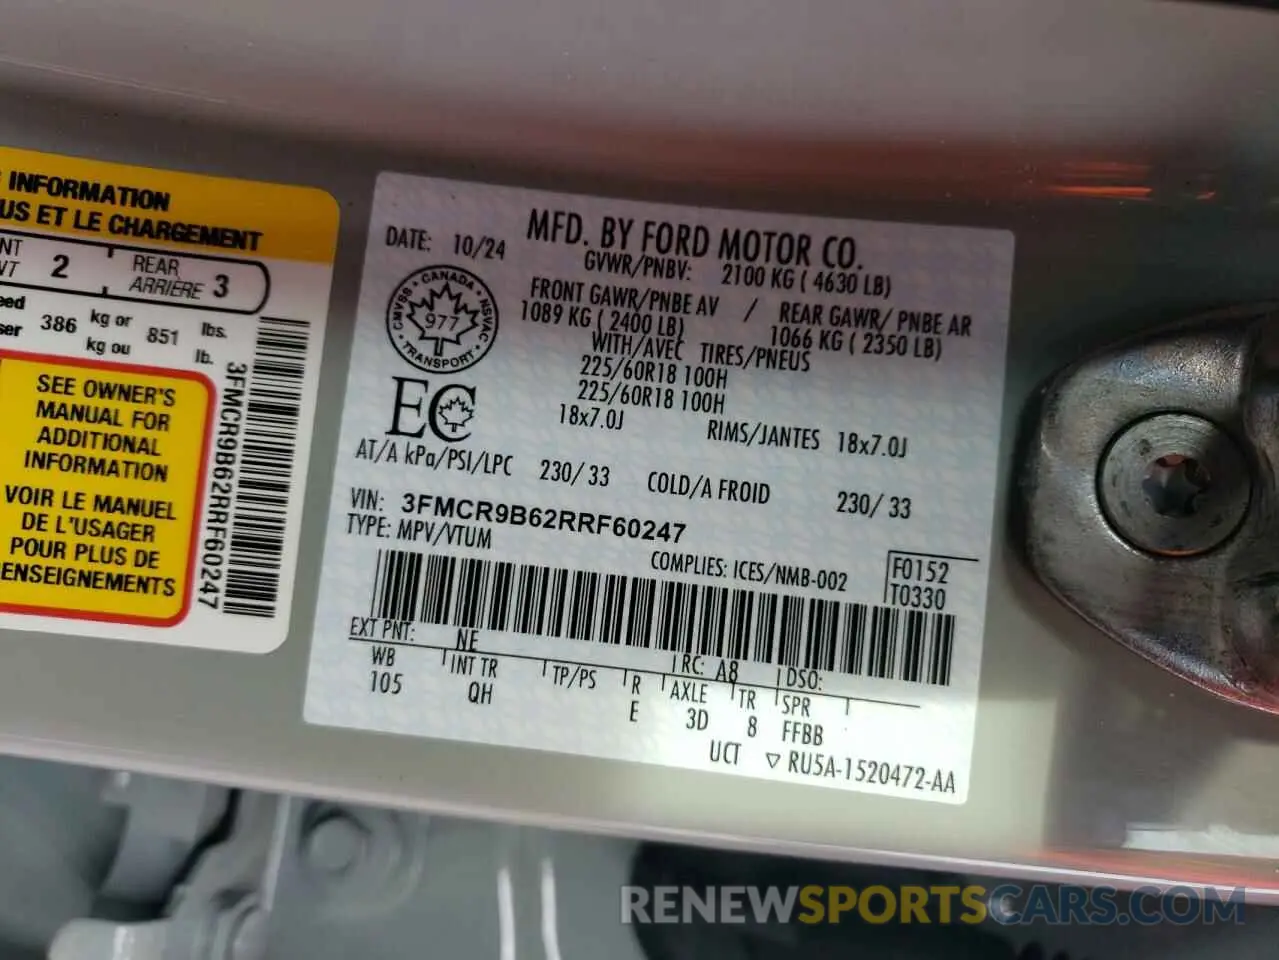 INFORMATION
US ET LE CHARGEMENT
NT
2
REAR
ARRIÈRE 3
386
kg or
kg ou
851
lbs.
lb.
SEE OWNER'S
MANUAL FOR
ADDITIONAL
INFORMATION
VOIR LE MANUEL
DE L'USAGER
POUR PLUS DE
ENSEIGNEMENTS
3FMCR9B62RRF60247
MFD. BY FORD MOTOR CO.
DATE: 10/24
GVWR/PNBV: 2100 KG ( 4630 LB)
FRONT GAWR/PNBE AV / REAR GAWR/ PNBE AR
1089 KG ( 2400 LB) 1066 KG ( 2350 LB)
WITH/AVEC TIRES/PNEUS
225/60R18 100H
225/60R18 100H
18x7.0J RIMS/JANTES 18x7.0J
CANADA
CMVSS NSVAC
977
TRANSPORT
EC
AT/A kPa/PSI/LPC 230/ 33 COLD/A FROID 230/ 33
VIN: 3FMCR9B62RRF60247
TYPE: MPV/VTUM
COMPLIES: ICES/NMB-002
F0152
T0330
EXT PNT: NE RC: A8 DSO:
WB INT TR TP/PS R AXLE TR SPR
105 QH E 3D 8 FFBB
UCT ▽ RU5A-1520472-AA
RENEWSPORTSCARS.COM